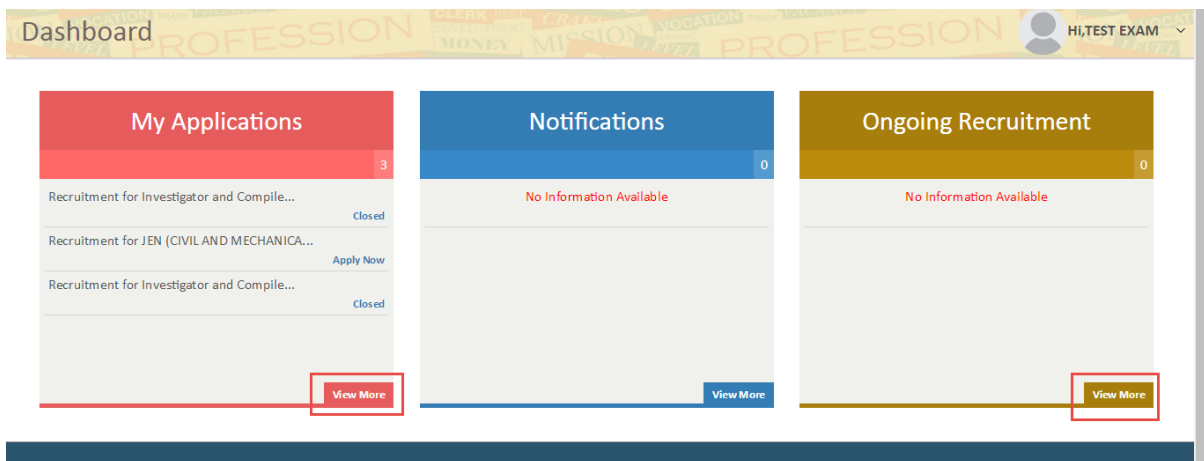 Dashboard
Hi,TEST EXAM
My Applications
3
Recruitment for Investigator and Compile...
Closed
Recruitment for JEN (CIVIL AND MECHANICA...
Apply Now
Recruitment for Investigator and Compile...
Closed
View More
Notifications
0
No Information Available
View More
Ongoing Recruitment
0
No Information Available
View More